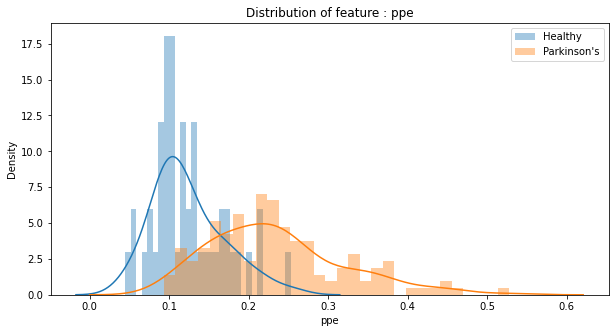 Distribution of feature : ppe
Healthy
Parkinson's
17.5
15.0
12.5
10.0
7.5
5.0
2.5
0.0
Density
0.0 0.1 0.2 0.3 0.4 0.5 0.6
ppe